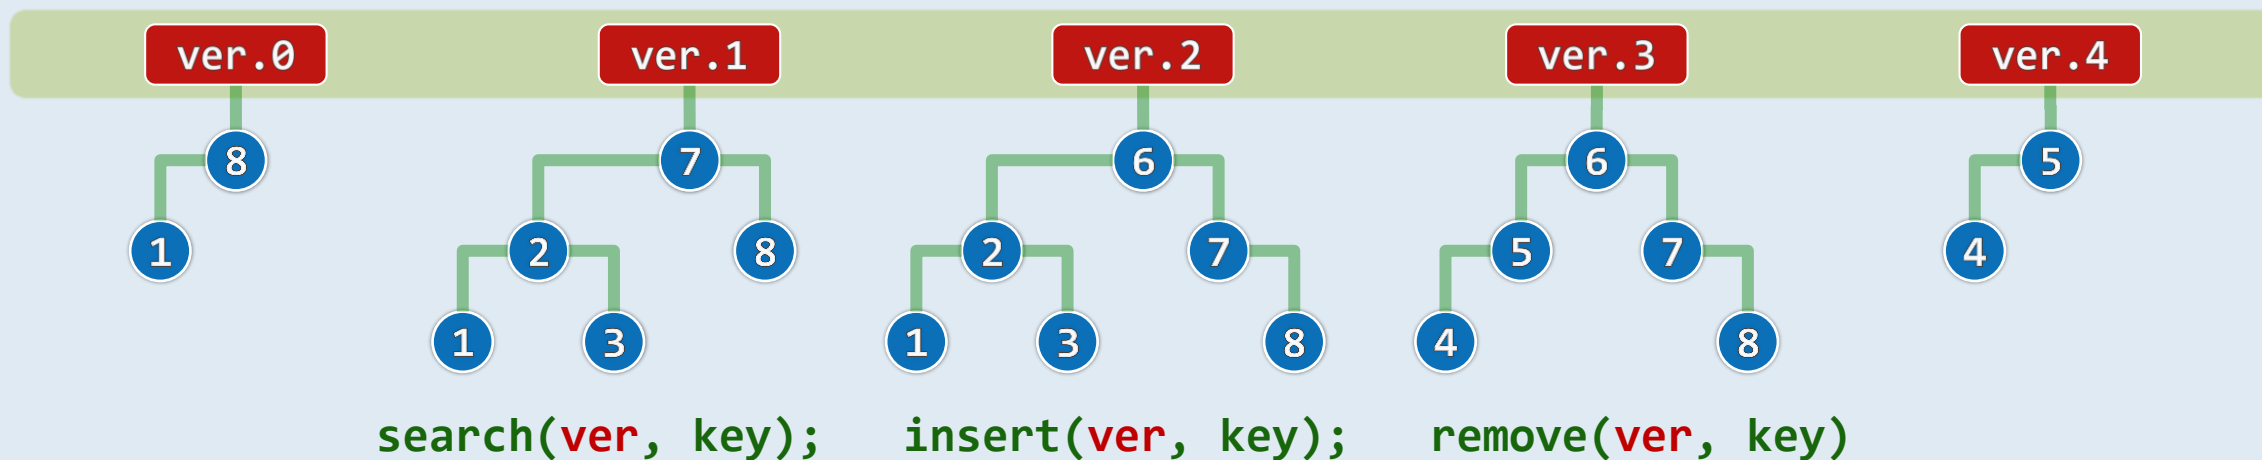 ver.0 ver.1 ver.2 ver.3 ver.4
8 7 6 6 5
1 2 8 2 7 5 7 4
1 3 1 3 8 4 8
search(ver, key); insert(ver, key); remove(ver, key)